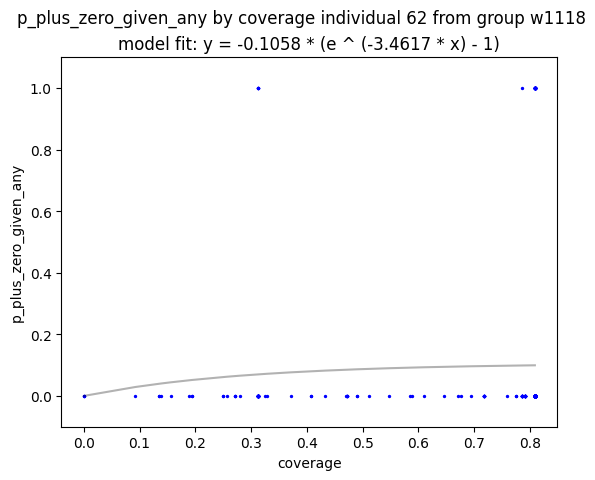 p_plus_zero_given_any by coverage individual 62 from group w1118
model fit: y = -0.1058 * (e ^ (-3.4617 * x) - 1)
1.0
0.8
0.6
0.4
0.2
0.0
p_plus_zero_given_any
0.0 0.1 0.2 0.3 0.4 0.5 0.6 0.7 0.8
coverage